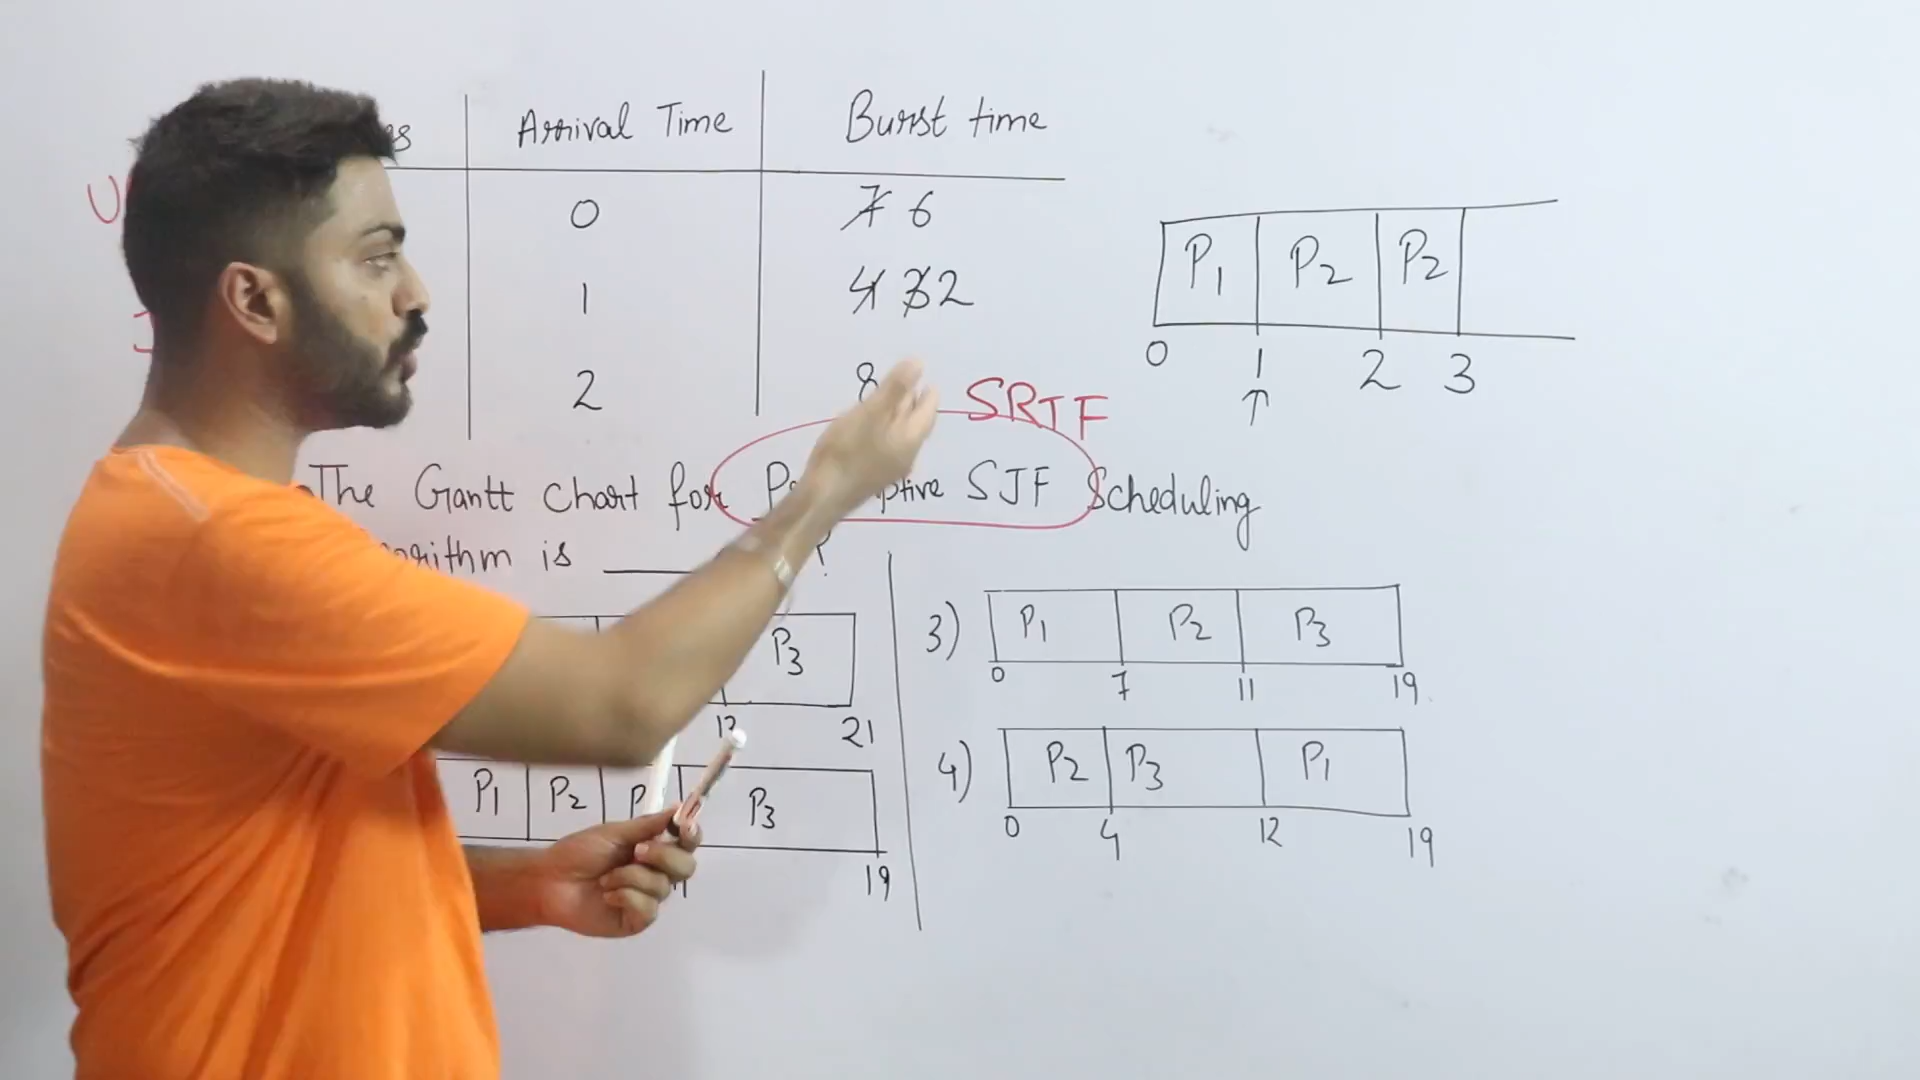 Arrival Time Burst time
0 7 6
1 4 3 2
2 8
P1 P2 P2
0 1 2 3
SRTF
The Gantt Chart for SJF Scheduling
is ______ ?
P3
21
P1 P2 P3
19
3) P1 P2 P3
0 7 11 19
4) P2 P3 P1
0 4 12 19